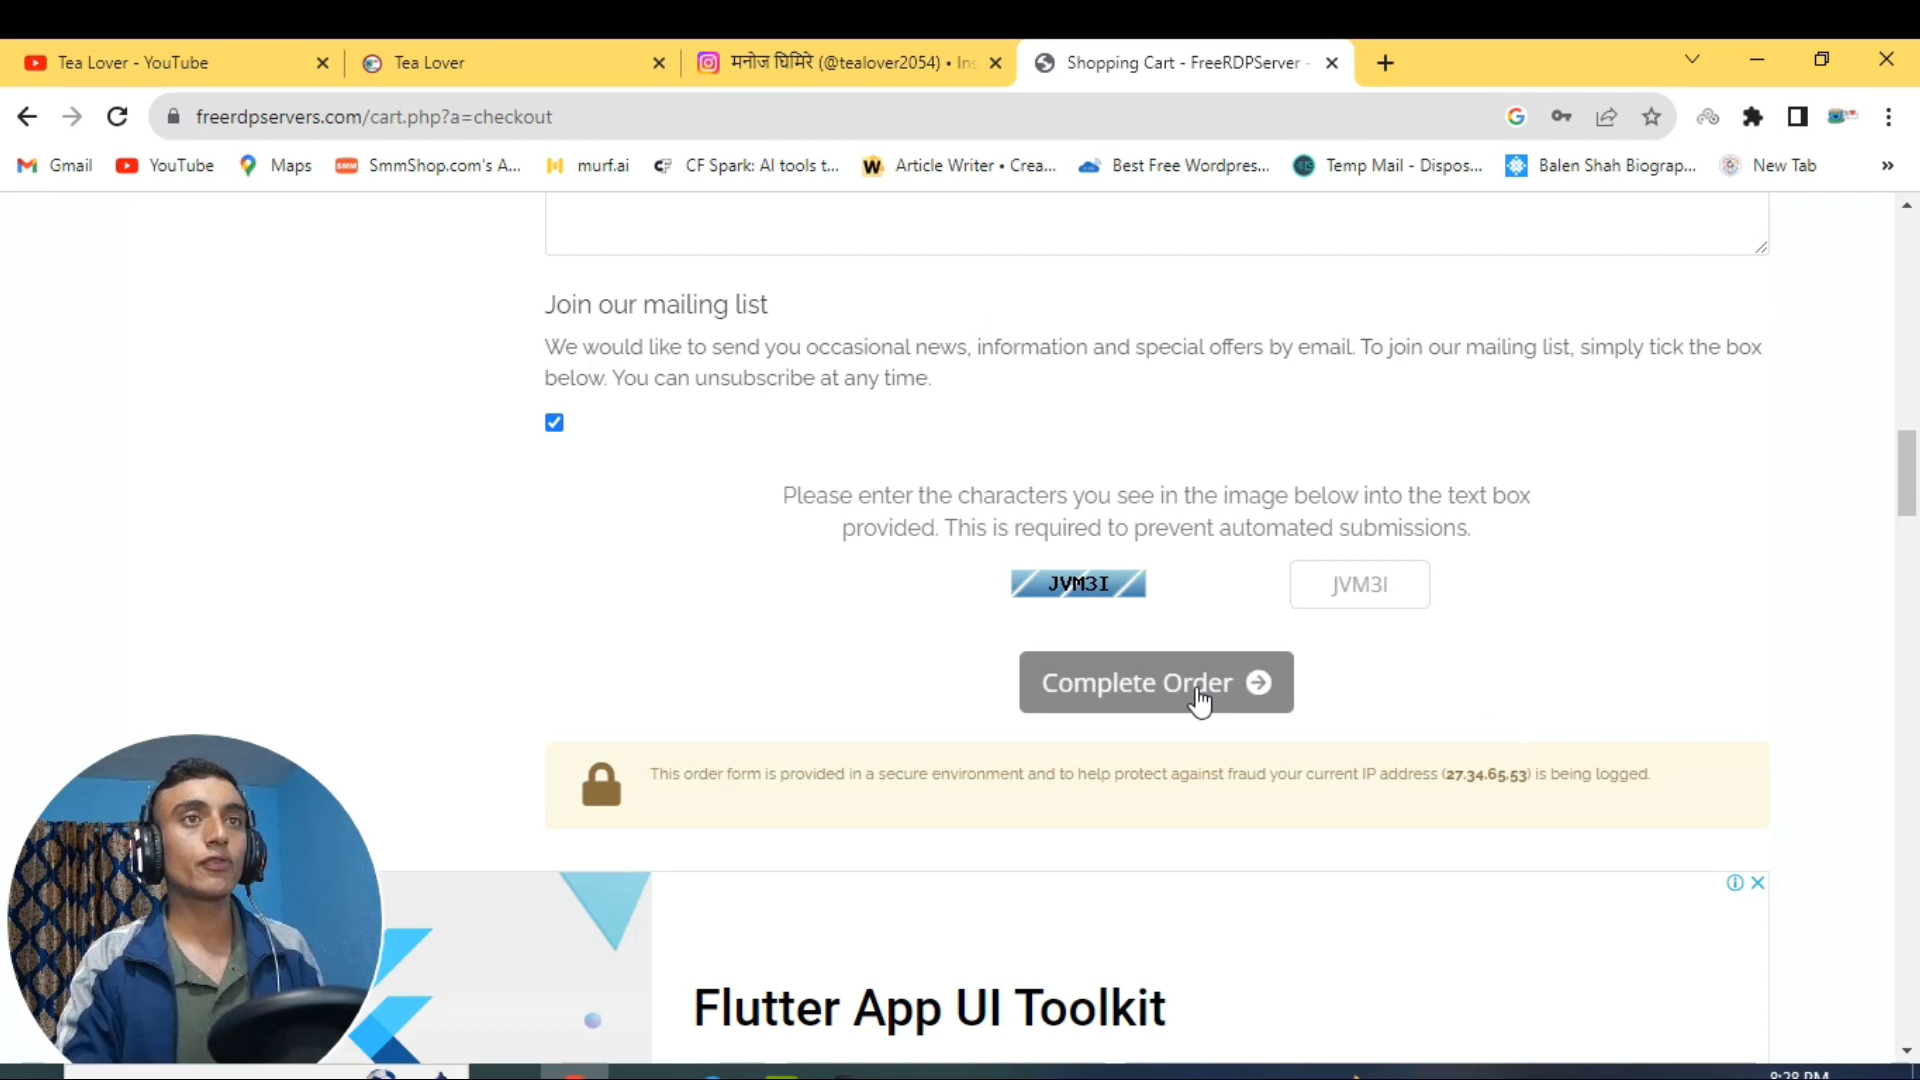 Tea Lover - YouTube
Tea Lover
मनोज घिमिरे (@tealover2054) • Ins
Shopping Cart - FreeRDPServer -
freerdpservers.com/cart.php?a=checkout
Gmail
YouTube
Maps
SMM
SmmShop.com's A...
murf.ai
CF Spark: AI tools t...
Article Writer • Crea...
Best Free Wordpres...
Temp Mail - Dispos...
Balen Shah Biograp...
New Tab
»
Join our mailing list
We would like to send you occasional news, information and special offers by email. To join our mailing list, simply tick the box
below. You can unsubscribe at any time.
Please enter the characters you see in the image below into the text box
provided. This is required to prevent automated submissions.
JVM3I
JVM3I
Complete Order
This order form is provided in a secure environment and to help protect against fraud your current IP address (27.34.65.53) is being logged.
Flutter App UI Toolkit
8:28 PM